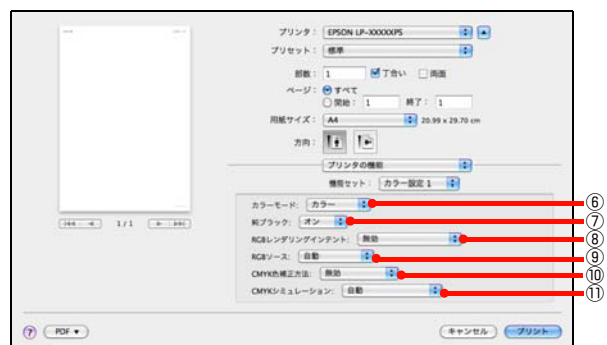 プリンタ: EPSON LP-XXXXXPS
プリセット: 標準
部数: 1 丁合い 両面
ページ: すべて
開始: 1 終了: 1
用紙サイズ: A4 20.99 x 29.70 cm
方向:
プリンタの機能
機能セット: カラー設定 1
カラーモード: カラー ⑥
純ブラック: オン ⑦
RGBレンダリングインテント: 無効 ⑧
RGBソース: 自動 ⑨
CMYK色補正方法: 無効 ⑩
CMYKシミュレーション: 自動 ⑪
1 / 1
? PDF キャンセル プリント